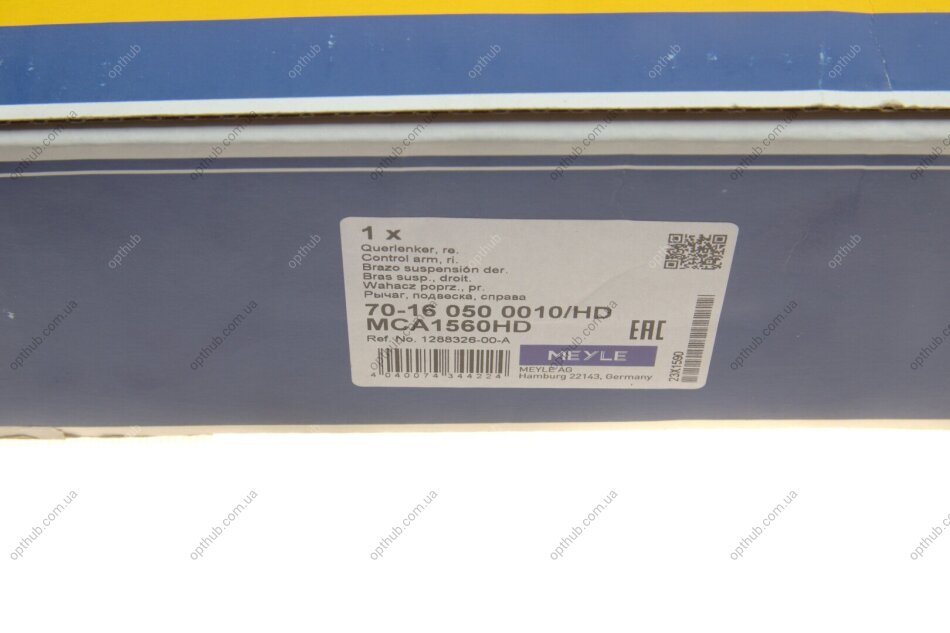 1 x
Querlenker, re.
Control arm, ri.
Brazo suspensión der.
Bras susp., droit.
Wahacz poprz., pr.
Рычаг, подвеска, справа
70-16 050 0010/HD
MCA1560HD
Ref. No. 1288326-00-A
EAC
MEYLE
MEYLE AG
Hamburg 22143, Germany
4 040074 344224
23X1590
opthub.com.ua